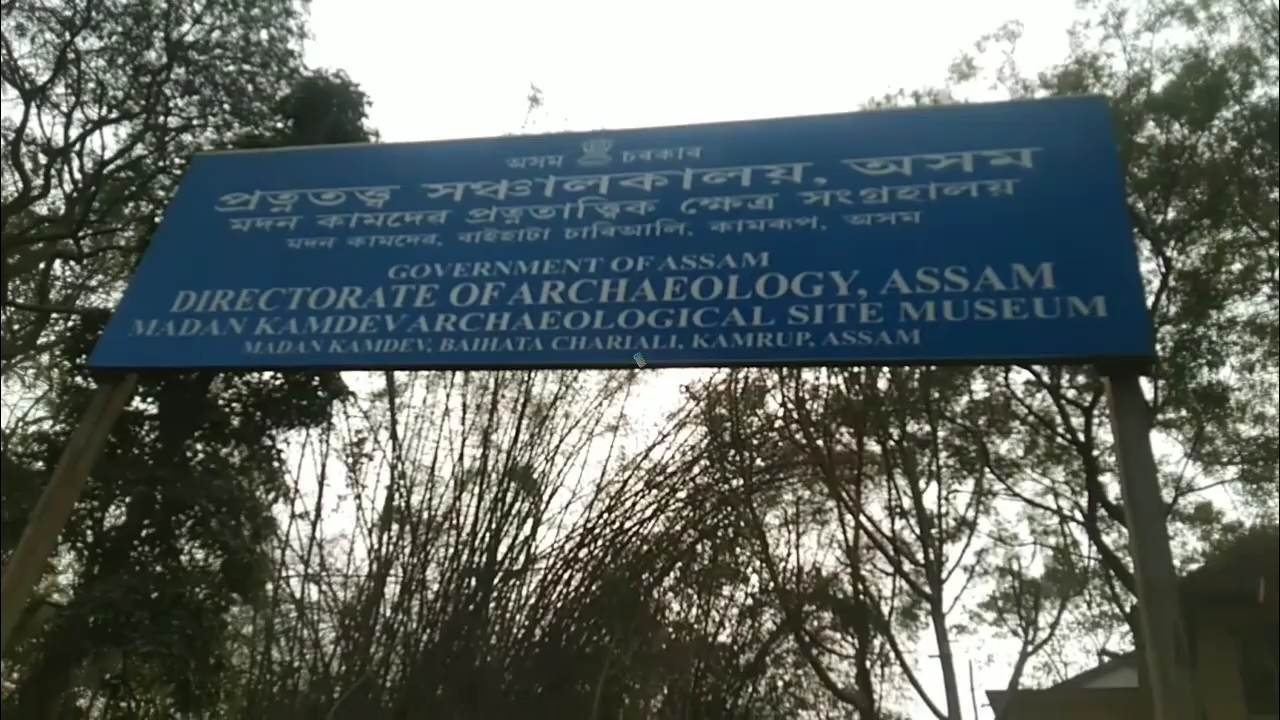 অসম চৰকাৰ
প্ৰত্নতত্ত্ব সঞ্চালকালয়, অসম
মদন কামদেৱ প্ৰত্নতাত্ত্বিক ক্ষেত্ৰ সংগ্ৰহালয়
মদন কামদেৱ, বাইহাটা চাৰিআলি, কামৰূপ, অসম
GOVERNMENT OF ASSAM
DIRECTORATE OF ARCHAEOLOGY, ASSAM
MADAN KAMDEV ARCHAEOLOGICAL SITE MUSEUM
MADAN KAMDEV, BAIHATA CHARIALI, KAMRUP, ASSAM